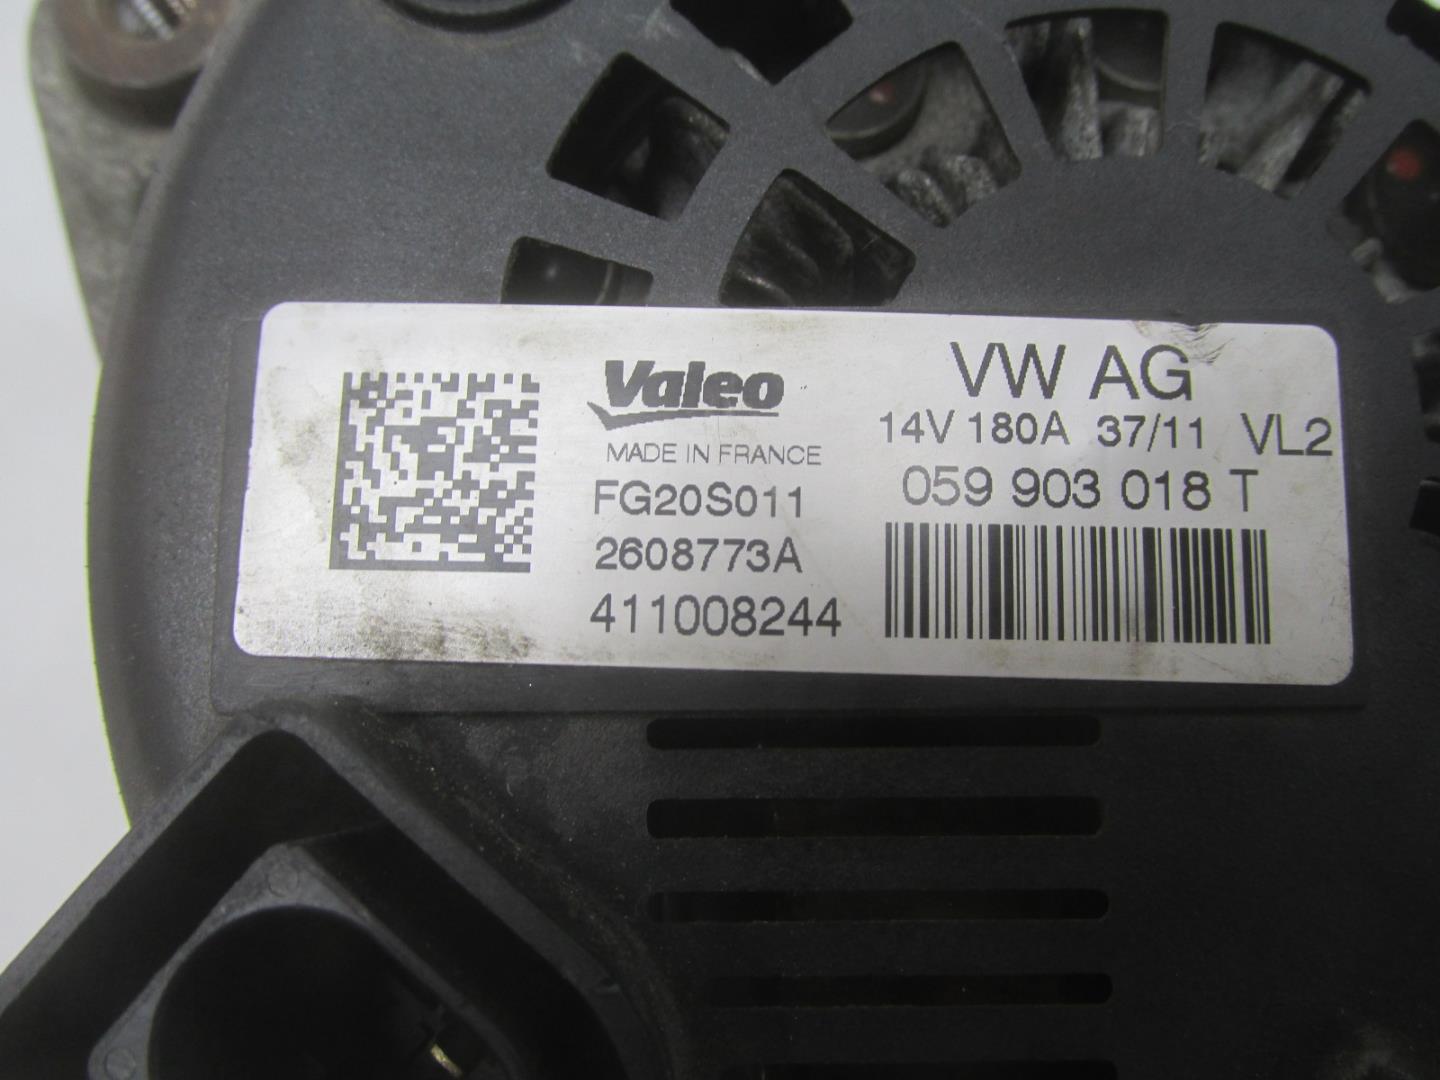 Valeo
MADE IN FRANCE
FG20S011
2608773A
411008244
VW AG
14V 180A 37/11 VL2
059 903 018 T